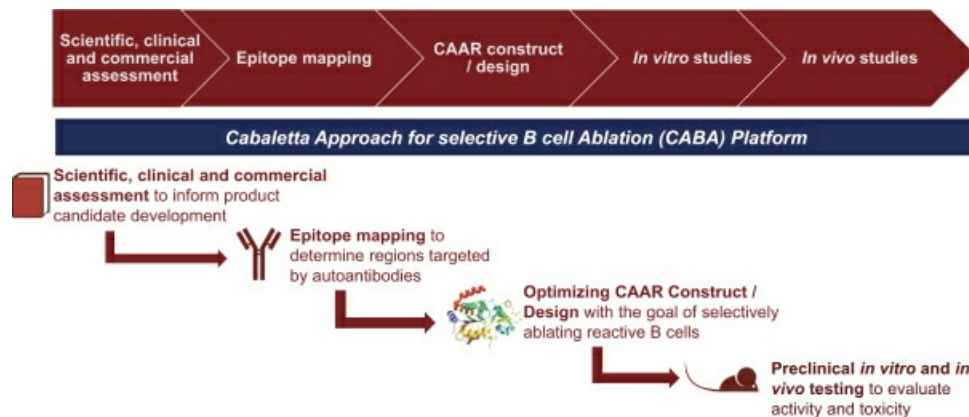 Scientific, clinical
and commercial
assessment
Epitope mapping
CAAR construct
/ design
In vitro studies
In vivo studies
Cabaletta Approach for selective B cell Ablation (CABA) Platform
Scientific, clinical and commercial
assessment to inform product
candidate development
Epitope mapping to
determine regions targeted
by autoantibodies
Optimizing CAAR Construct /
Design with the goal of selectively
ablating reactive B cells
Preclinical in vitro and in
vivo testing to evaluate
activity and toxicity